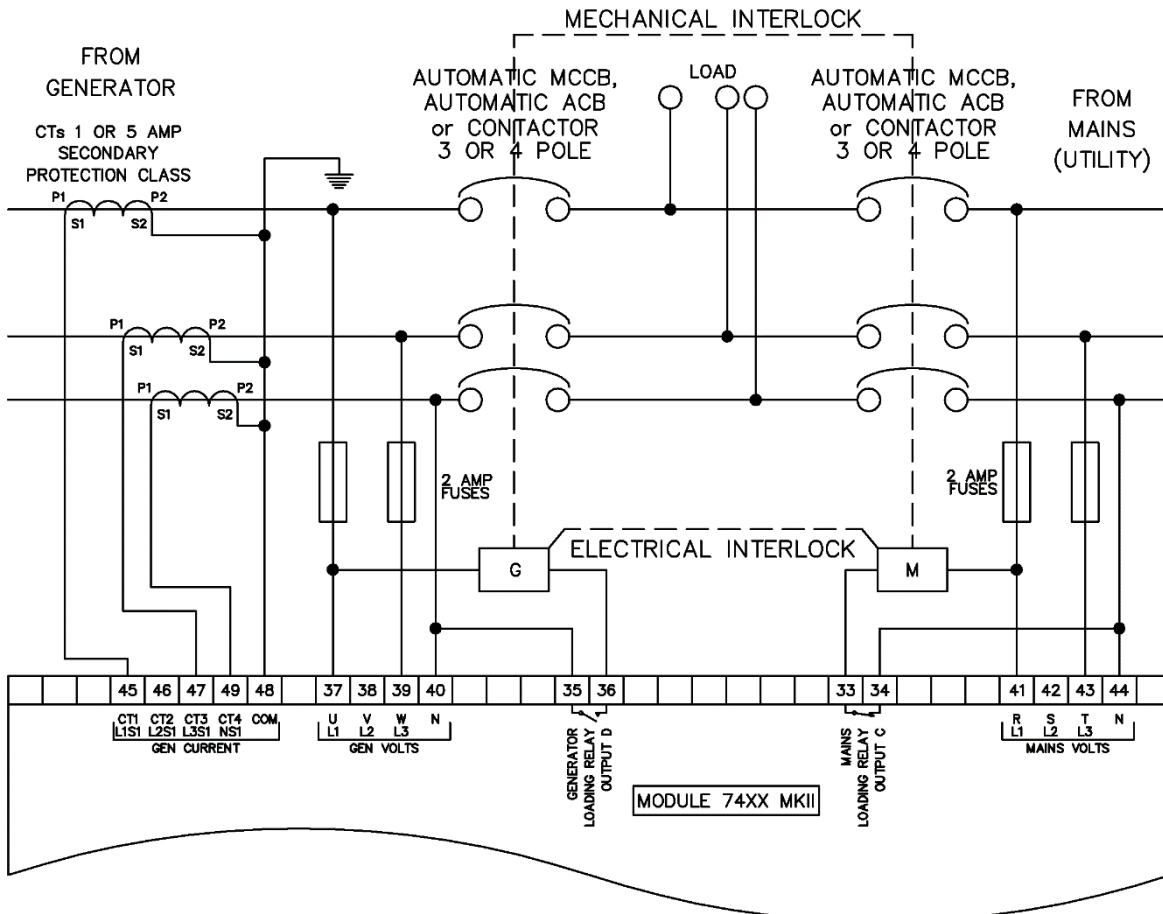 MECHANICAL INTERLOCK
FROM
GENERATOR
CTs 1 OR 5 AMP
SECONDARY
PROTECTION CLASS
AUTOMATIC MCCB,
AUTOMATIC ACB
or CONTACTOR
3 OR 4 POLE
LOAD
AUTOMATIC MCCB,
AUTOMATIC ACB
or CONTACTOR
3 OR 4 POLE
FROM
MAINS
(UTILITY)
P1 P2
S1 S2
P1 P2
S1 S2
P1 P2
S1 S2
2 AMP
FUSES
2 AMP
FUSES
ELECTRICAL INTERLOCK
G
M
45 46 47 49 48 37 38 39 40 35 36 33 34 41 42 43 44
CT1 CT2 CT3 CT4 COM
L1S1 L2S1 L3S1 NS1
GEN CURRENT
U V W N
L1 L2 L3
GEN VOLTS
GENERATOR
LOADING RELAY
OUTPUT D
MAINS
LOADING RELAY
OUTPUT C
R S T N
L1 L2 L3
MAINS VOLTS
MODULE 74XX MKII